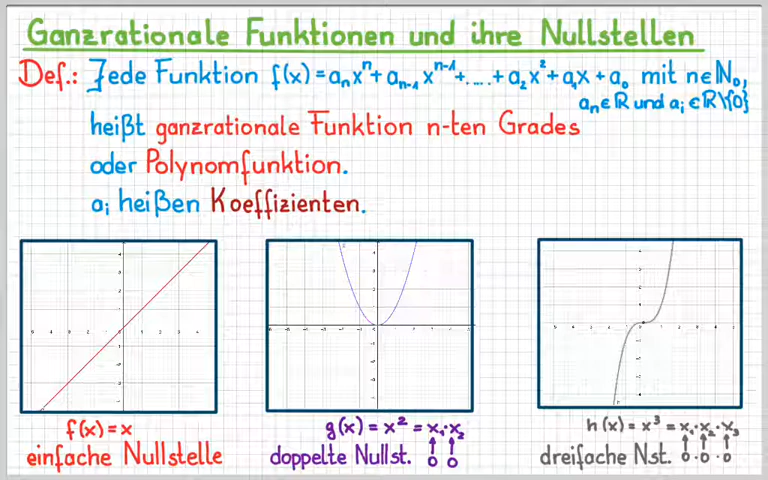 Ganzrationale Funktionen und ihre Nullstellen
Def.: Jede Funktion f(x) = aₙxⁿ + aₙ₋₁xⁿ⁻¹ + .... + a₂x² + a₁x + a₀ mit n∈ℕ₀,
aₙ∈ℝ und aᵢ∈ℝ\{0}
heißt ganzrationale Funktion n-ten Grades
oder Polynomfunktion.
aᵢ heißen Koeffizienten.
f(x) = x
einfache Nullstelle
g(x) = x² = x₁·x₂
doppelte Nullst. 0 0
h(x) = x³ = x₁·x₂·x₃
dreifache Nst. 0·0·0